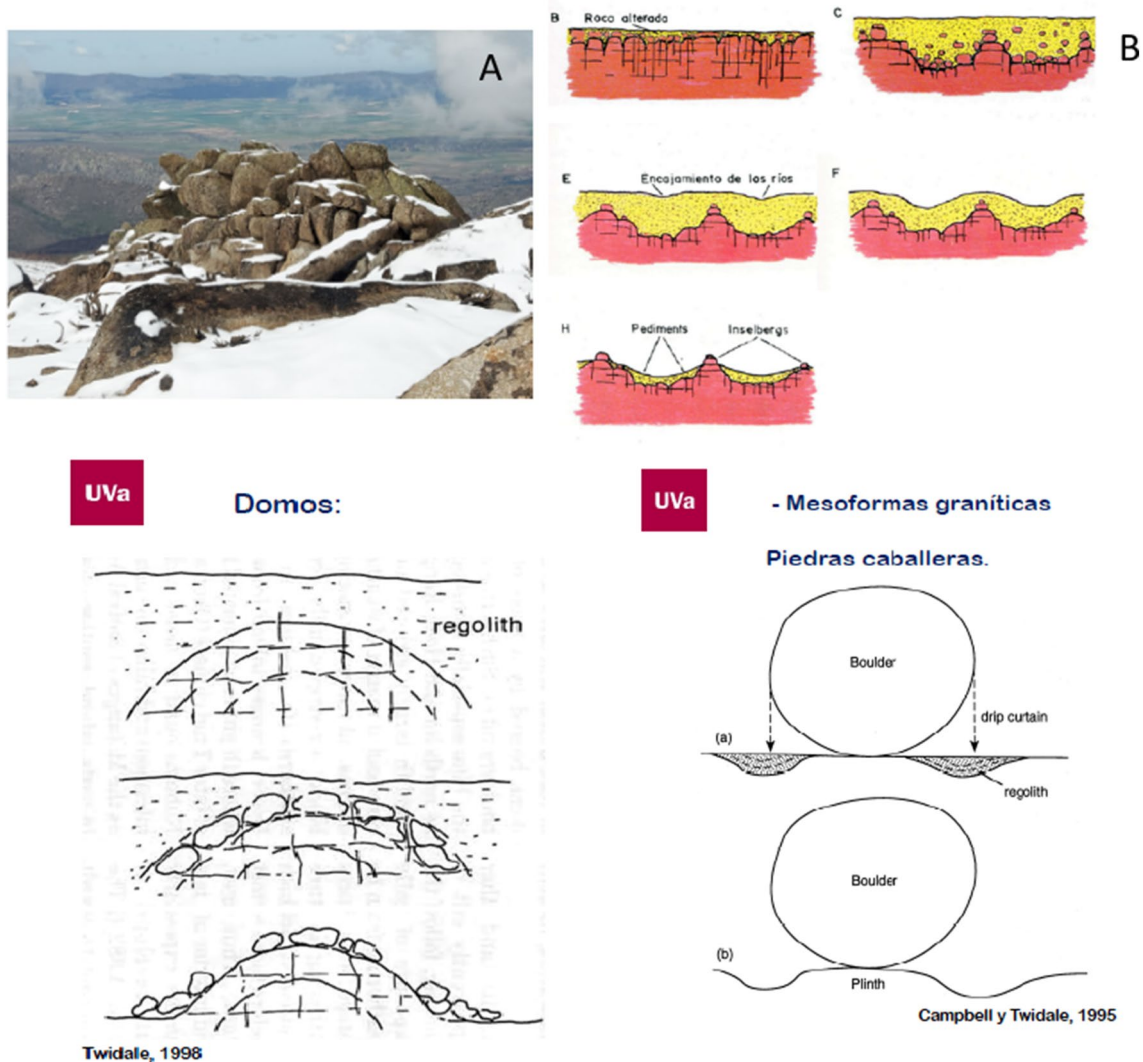 A
B
Roca alterada
C
B
E
Encajamiento de los ríos
F
H
Pediments
Inselbergs
UVa
Domos:
regolith
Twidale, 1998
UVa
- Mesoformas graníticas
Piedras caballeras.
Boulder
drip curtain
(a)
regolith
Boulder
(b)
Plinth
Campbell y Twidale, 1995